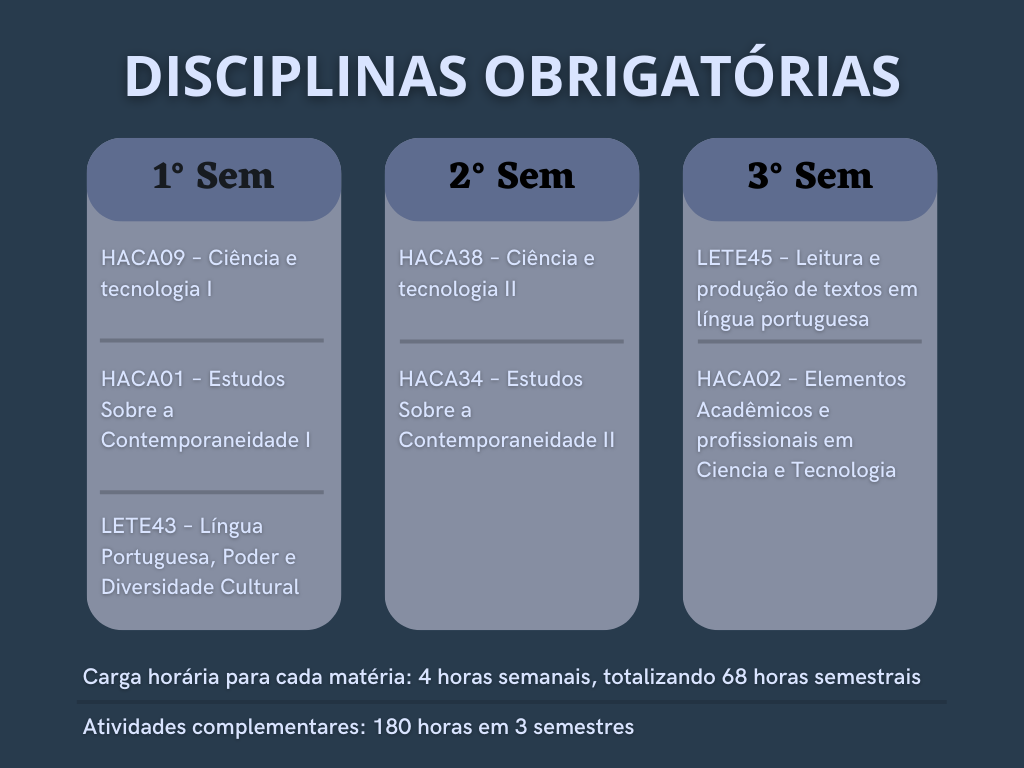 DISCIPLINAS OBRIGATÓRIAS
1° Sem
HACA09 – Ciência e
tecnologia I
HACA01 – Estudos
Sobre a
Contemporaneidade I
LETE43 – Língua
Portuguesa, Poder e
Diversidade Cultural
2° Sem
HACA38 – Ciência e
tecnologia II
HACA34 – Estudos
Sobre a
Contemporaneidade II
3° Sem
LETE45 – Leitura e
produção de textos em
língua portuguesa
HACA02 – Elementos
Acadêmicos e
profissionais em
Ciencia e Tecnologia
Carga horária para cada matéria: 4 horas semanais, totalizando 68 horas semestrais
Atividades complementares: 180 horas em 3 semestres